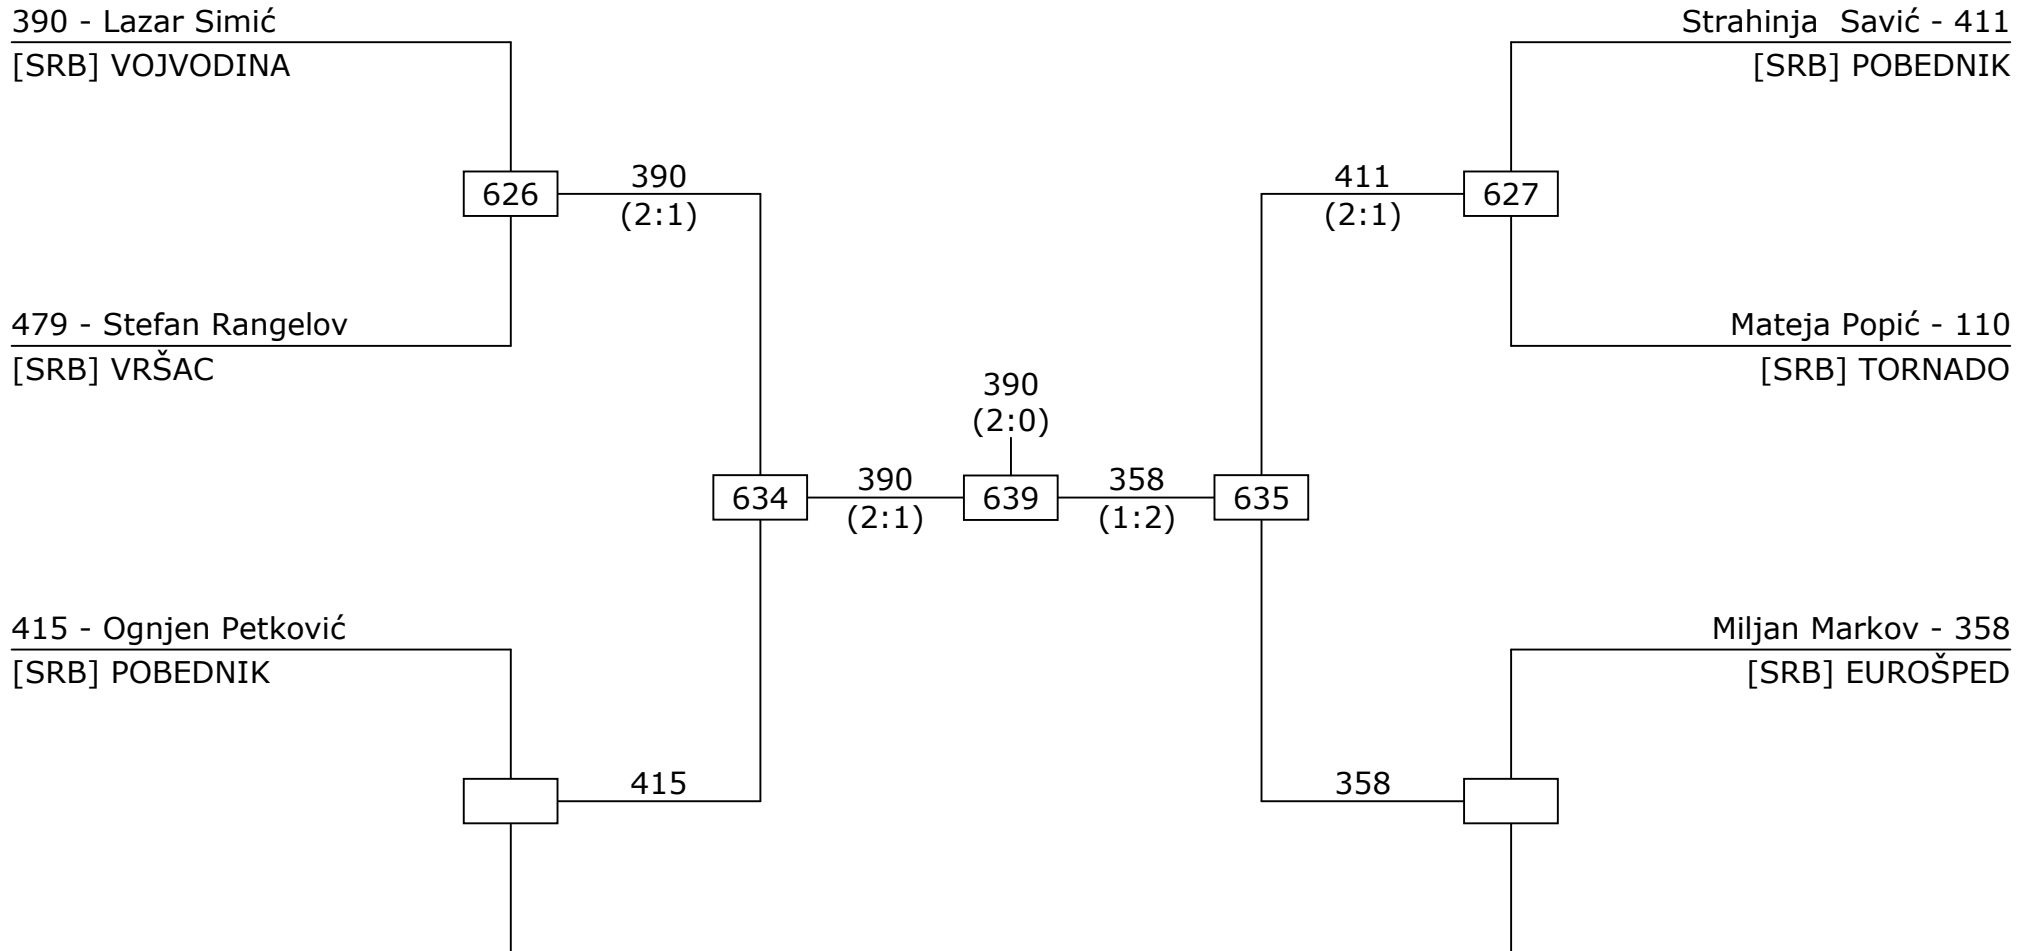 390 - Lazar Simić
[SRB] VOJVODINA
Strahinja  Savić - 411
[SRB] POBEDNIK
626
390
(2:1)
411
(2:1)
627
479 - Stefan Rangelov
[SRB] VRŠAC
Mateja Popić - 110
[SRB] TORNADO
390
(2:0)
634
390
(2:1)
639
358
(1:2)
635
415 - Ognjen Petković
[SRB] POBEDNIK
Miljan Markov - 358
[SRB] EUROŠPED
415
358